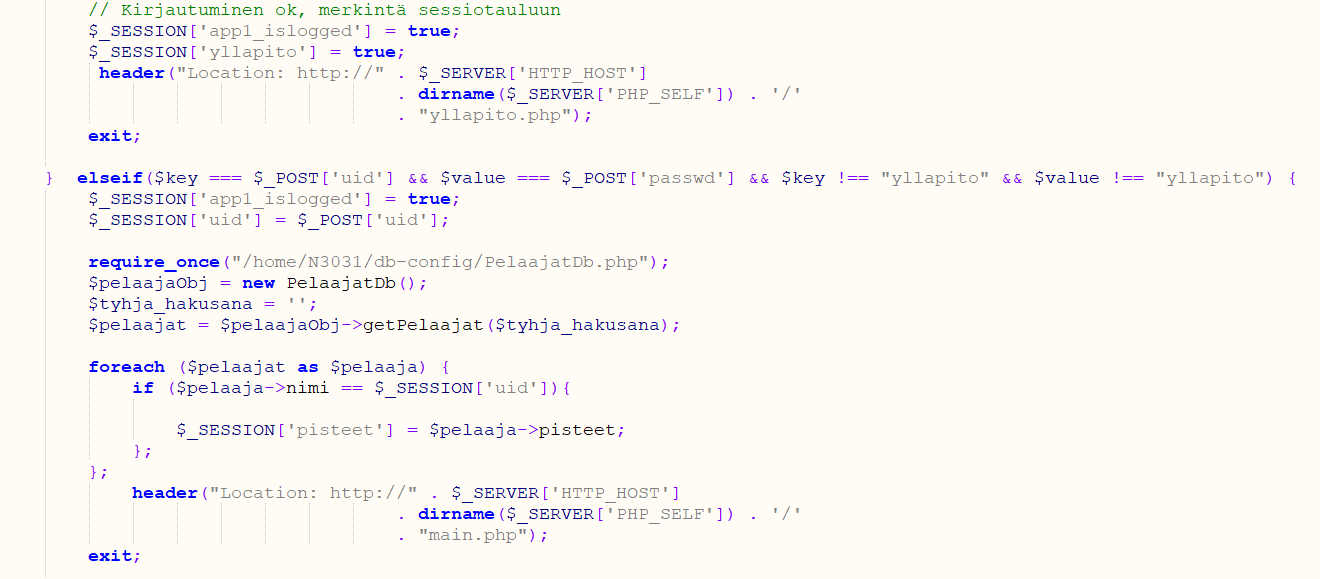 // Kirjautuminen ok, merkintä sessiotauluun
$_SESSION['app1_islogged'] = true;
$_SESSION['yllapito'] = true;
header("Location: http://" . $_SERVER['HTTP_HOST']
. dirname($_SERVER['PHP_SELF']) . '/'
. "yllapito.php");
exit;
} elseif($key === $_POST['uid'] && $value === $_POST['passwd'] && $key !== "yllapito" && $value !== "yllapito") {
$_SESSION['app1_islogged'] = true;
$_SESSION['uid'] = $_POST['uid'];
require_once("/home/N3031/db-config/PelaajatDb.php");
$pelaajaObj = new PelaajatDb();
$tyhja_hakusana = '';
$pelaajat = $pelaajaObj->getPelaajat($tyhja_hakusana);
foreach ($pelaajat as $pelaaja) {
if ($pelaaja->nimi == $_SESSION['uid']){
$_SESSION['pisteet'] = $pelaaja->pisteet;
};
};
header("Location: http://" . $_SERVER['HTTP_HOST']
. dirname($_SERVER['PHP_SELF']) . '/'
. "main.php");
exit;